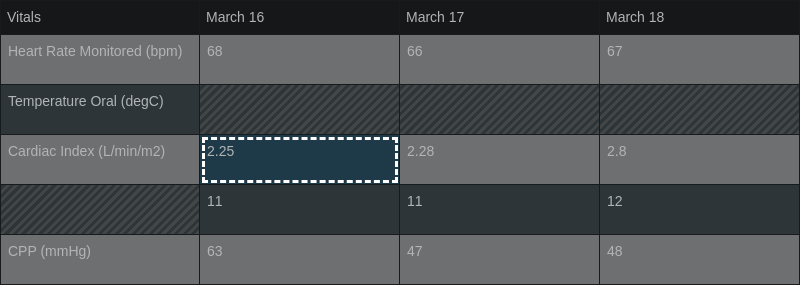 Vitals March 16 March 17 March 18
Heart Rate Monitored (bpm) 68 66 67
Temperature Oral (degC)
Cardiac Index (L/min/m2) 2.25 2.28 2.8
11 11 12
CPP (mmHg) 63 47 48